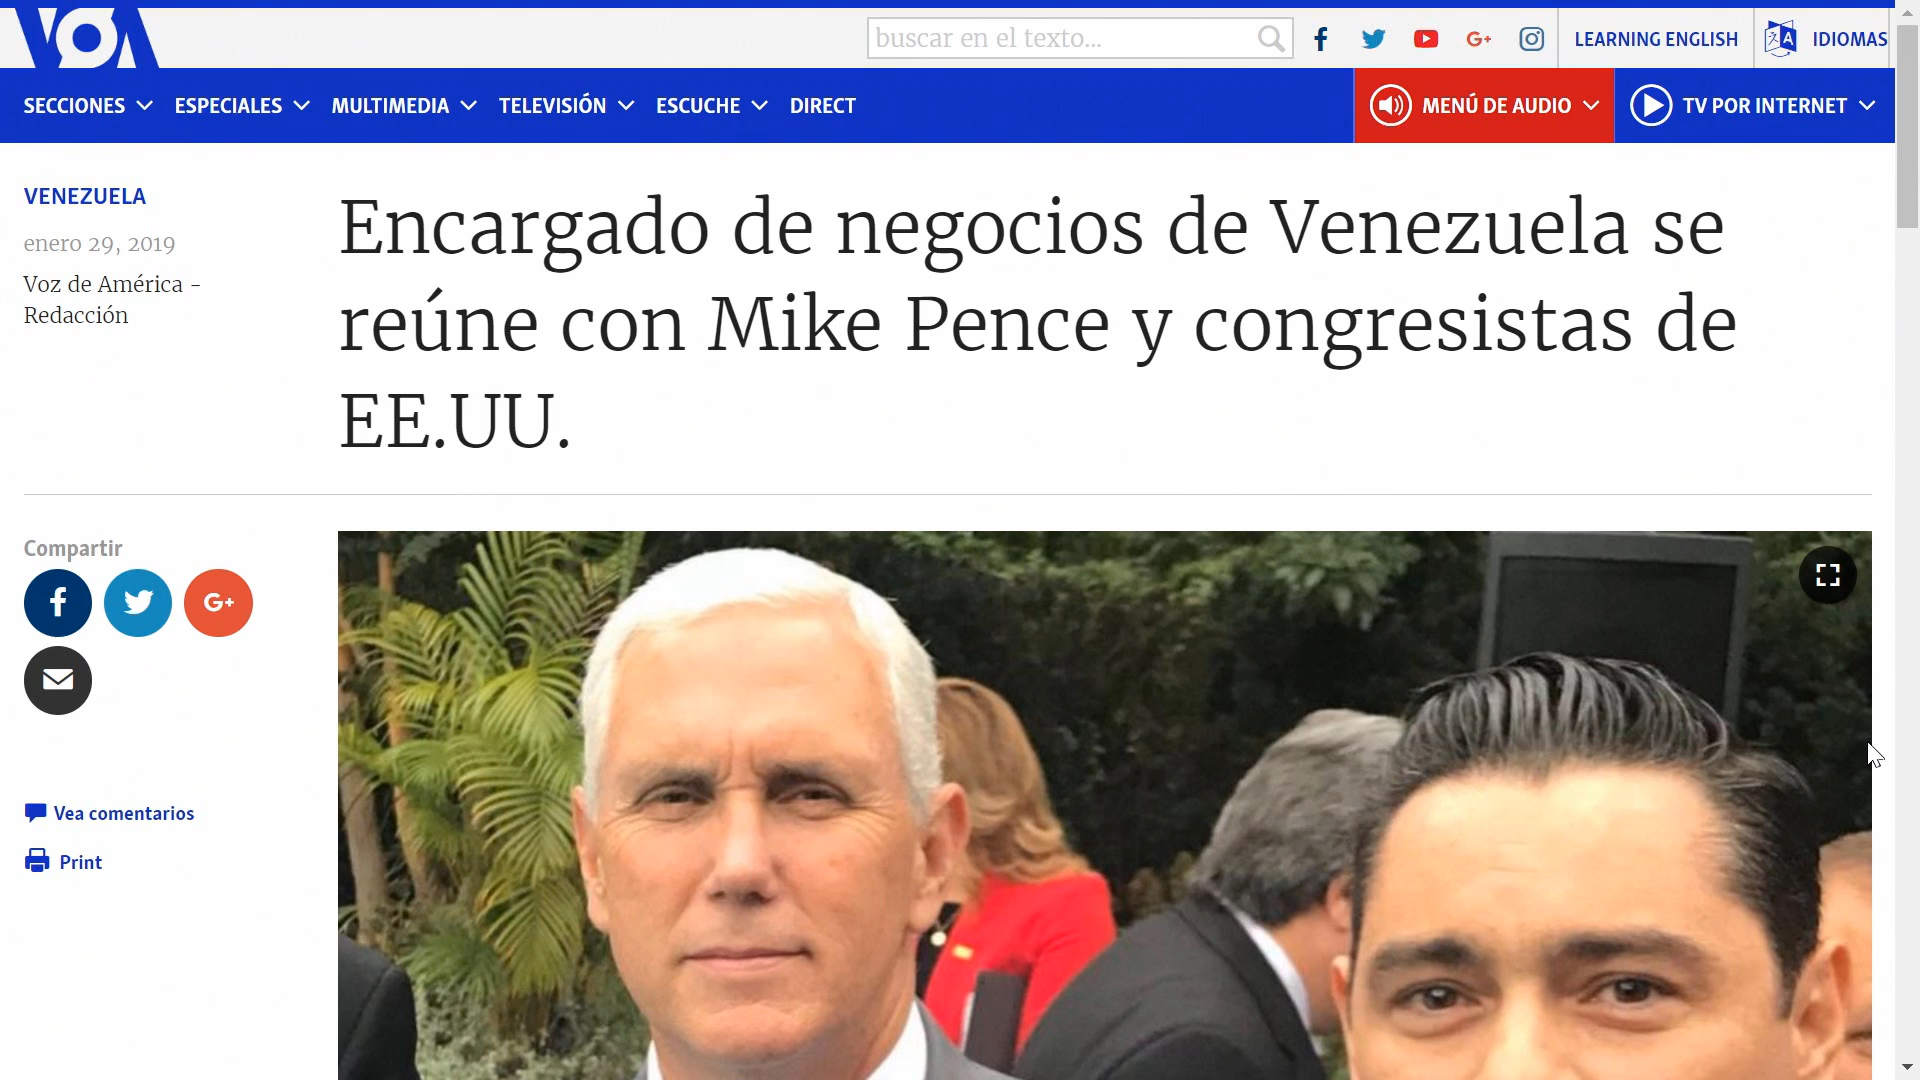 VOA
buscar en el texto...
LEARNING ENGLISH
IDIOMAS
SECCIONES
ESPECIALES
MULTIMEDIA
TELEVISIÓN
ESCUCHE
DIRECT
MENÚ DE AUDIO
TV POR INTERNET
VENEZUELA
enero 29, 2019
Voz de América -
Redacción
Encargado de negocios de Venezuela se
reúne con Mike Pence y congresistas de
EE.UU.
Compartir
G+
Vea comentarios
Print